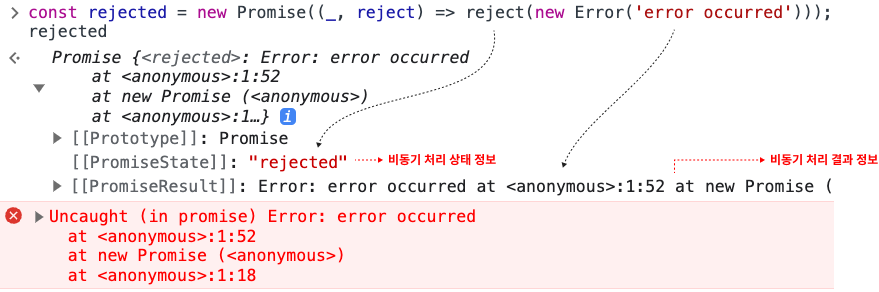 > const rejected = new Promise((_, reject) => reject(new Error('error occurred')));
rejected
Promise {<rejected>: Error: error occurred
at <anonymous>:1:52
at new Promise (<anonymous>)
at <anonymous>:1…} i
[[Prototype]]: Promise
[[PromiseState]]: "rejected" 비동기 처리 상태 정보
비동기 처리 결과 정보
[[PromiseResult]]: Error: error occurred at <anonymous>:1:52 at new Promise (
Uncaught (in promise) Error: error occurred
at <anonymous>:1:52
at new Promise (<anonymous>)
at <anonymous>:1:18